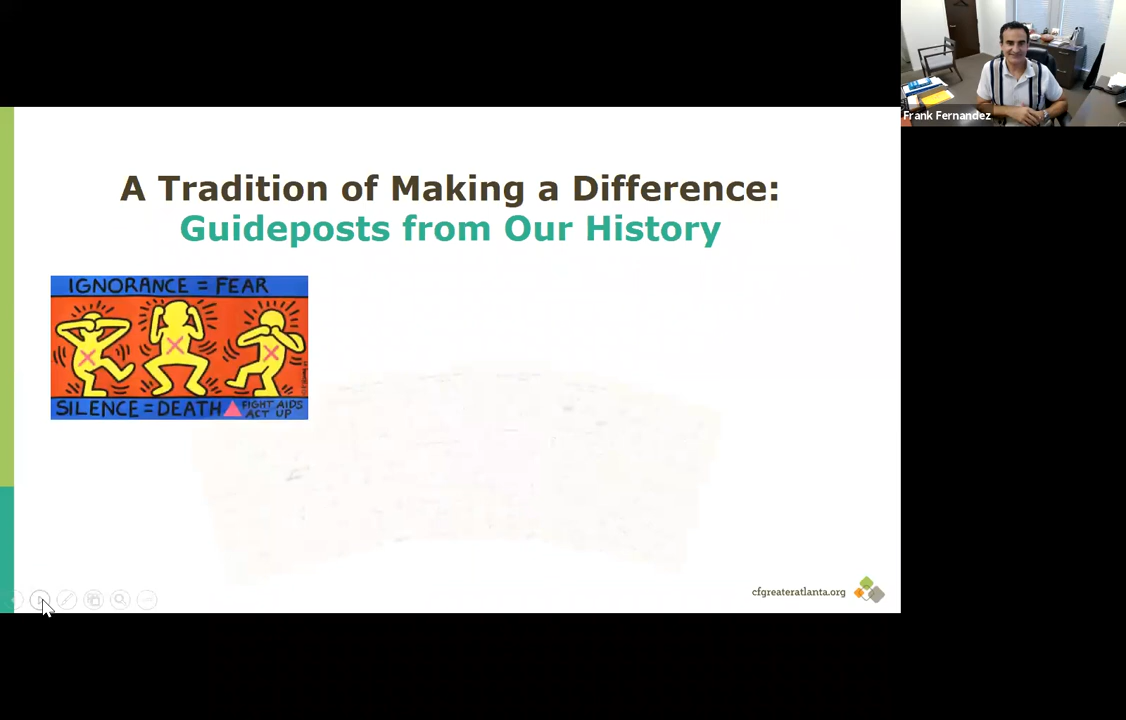 Frank Fernandez
A Tradition of Making a Difference:
Guideposts from Our History
IGNORANCE = FEAR
SILENCE = DEATH
FIGHT AIDS
ACT UP
cfgreateratlanta.org